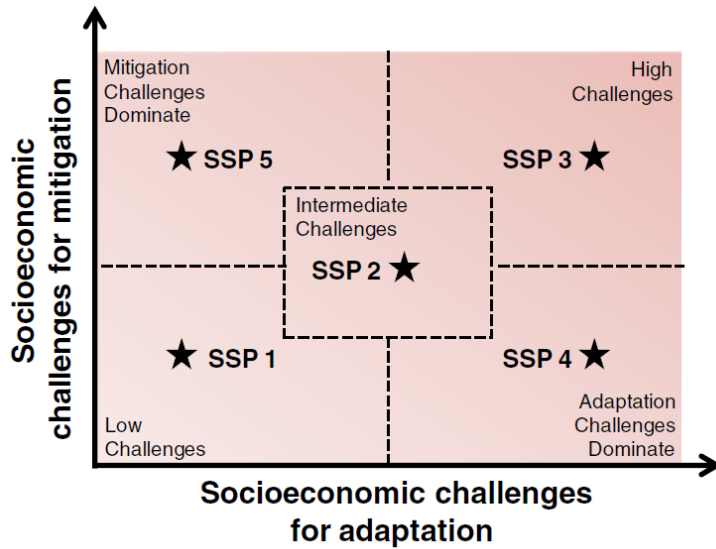 Mitigation
Challenges
Dominate
High
Challenges
SSP 5
SSP 3
Intermediate
Challenges
SSP 2
SSP 1
SSP 4
Low
Challenges
Adaptation
Challenges
Dominate
Socioeconomic
challenges for mitigation
Socioeconomic challenges
for adaptation